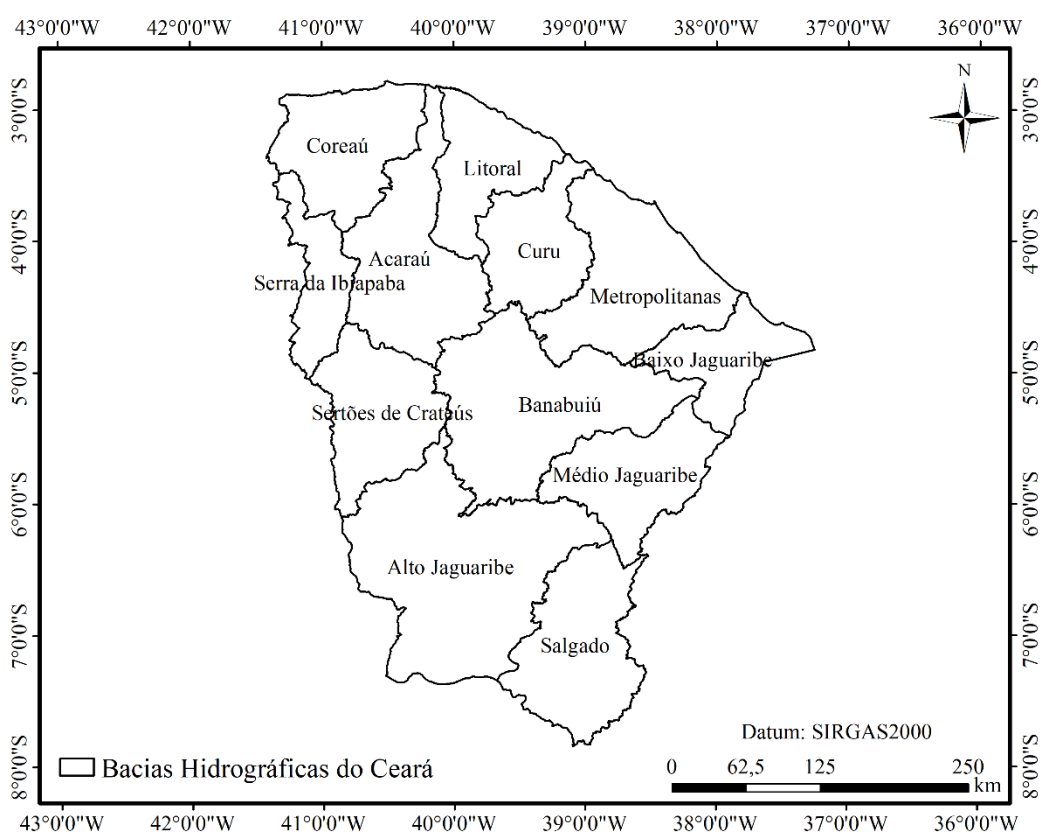 43°0'0"W 42°0'0"W 41°0'0"W 40°0'0"W 39°0'0"W 38°0'0"W 37°0'0"W 36°0'0"W
N
3°0'0"S 3°0'0"S
Coreaú
Litoral
4°0'0"S 4°0'0"S
Curu
Acaraú
Serra da Ibiapaba
Metropolitanas
Baixo Jaguaribe
5°0'0"S 5°0'0"S
Banabuiú
Sertões de Crateús
Médio Jaguaribe
6°0'0"S 6°0'0"S
Alto Jaguaribe
7°0'0"S 7°0'0"S
Salgado
Datum: SIRGAS2000
Bacias Hidrográficas do Ceará
0 62,5 125 250
km
8°0'0"S 8°0'0"S
43°0'0"W 42°0'0"W 41°0'0"W 40°0'0"W 39°0'0"W 38°0'0"W 37°0'0"W 36°0'0"W